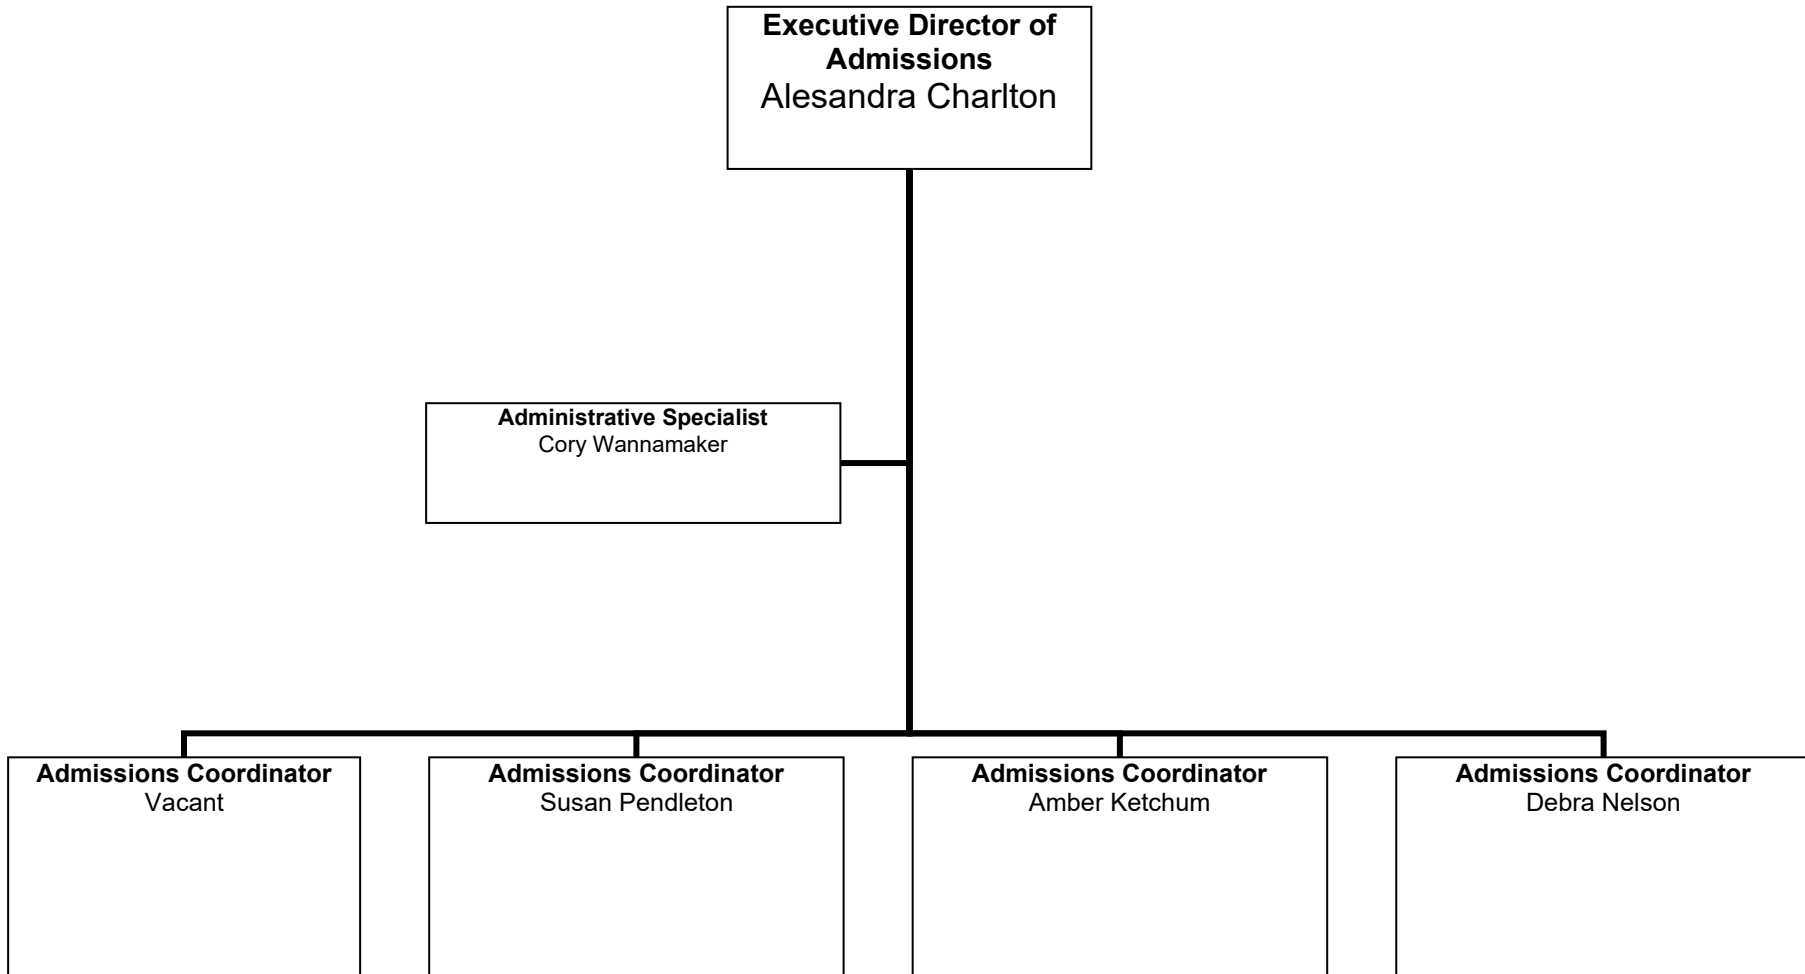 Executive Director of
Admissions
Alesandra Charlton
Administrative Specialist
Cory Wannamaker
Admissions Coordinator
Vacant
Admissions Coordinator
Susan Pendleton
Admissions Coordinator
Amber Ketchum
Admissions Coordinator
Debra Nelson